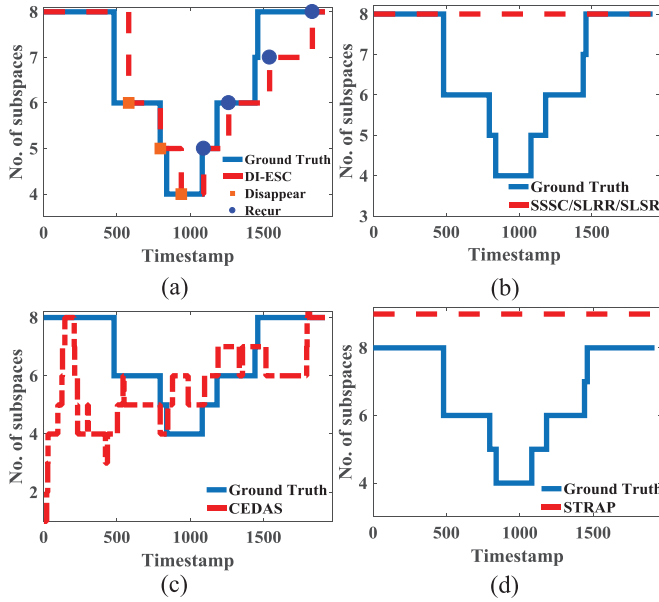 8
7
6
5
4
No. of subspaces
Ground Truth
DI-ESC
Disappear
Recur
0
500
1000
1500
Timestamp
(a)
8
7
6
5
4
3
No. of subspaces
Ground Truth
SSSC/SLRR/SLSR
0
500
1000
1500
Timestamp
(b)
8
6
4
2
No. of subspaces
Ground Truth
CEDAS
0
500
1000
1500
Timestamp
(c)
9
8
7
6
5
4
No. of subspaces
Ground Truth
STRAP
0
500
1000
1500
Timestamp
(d)